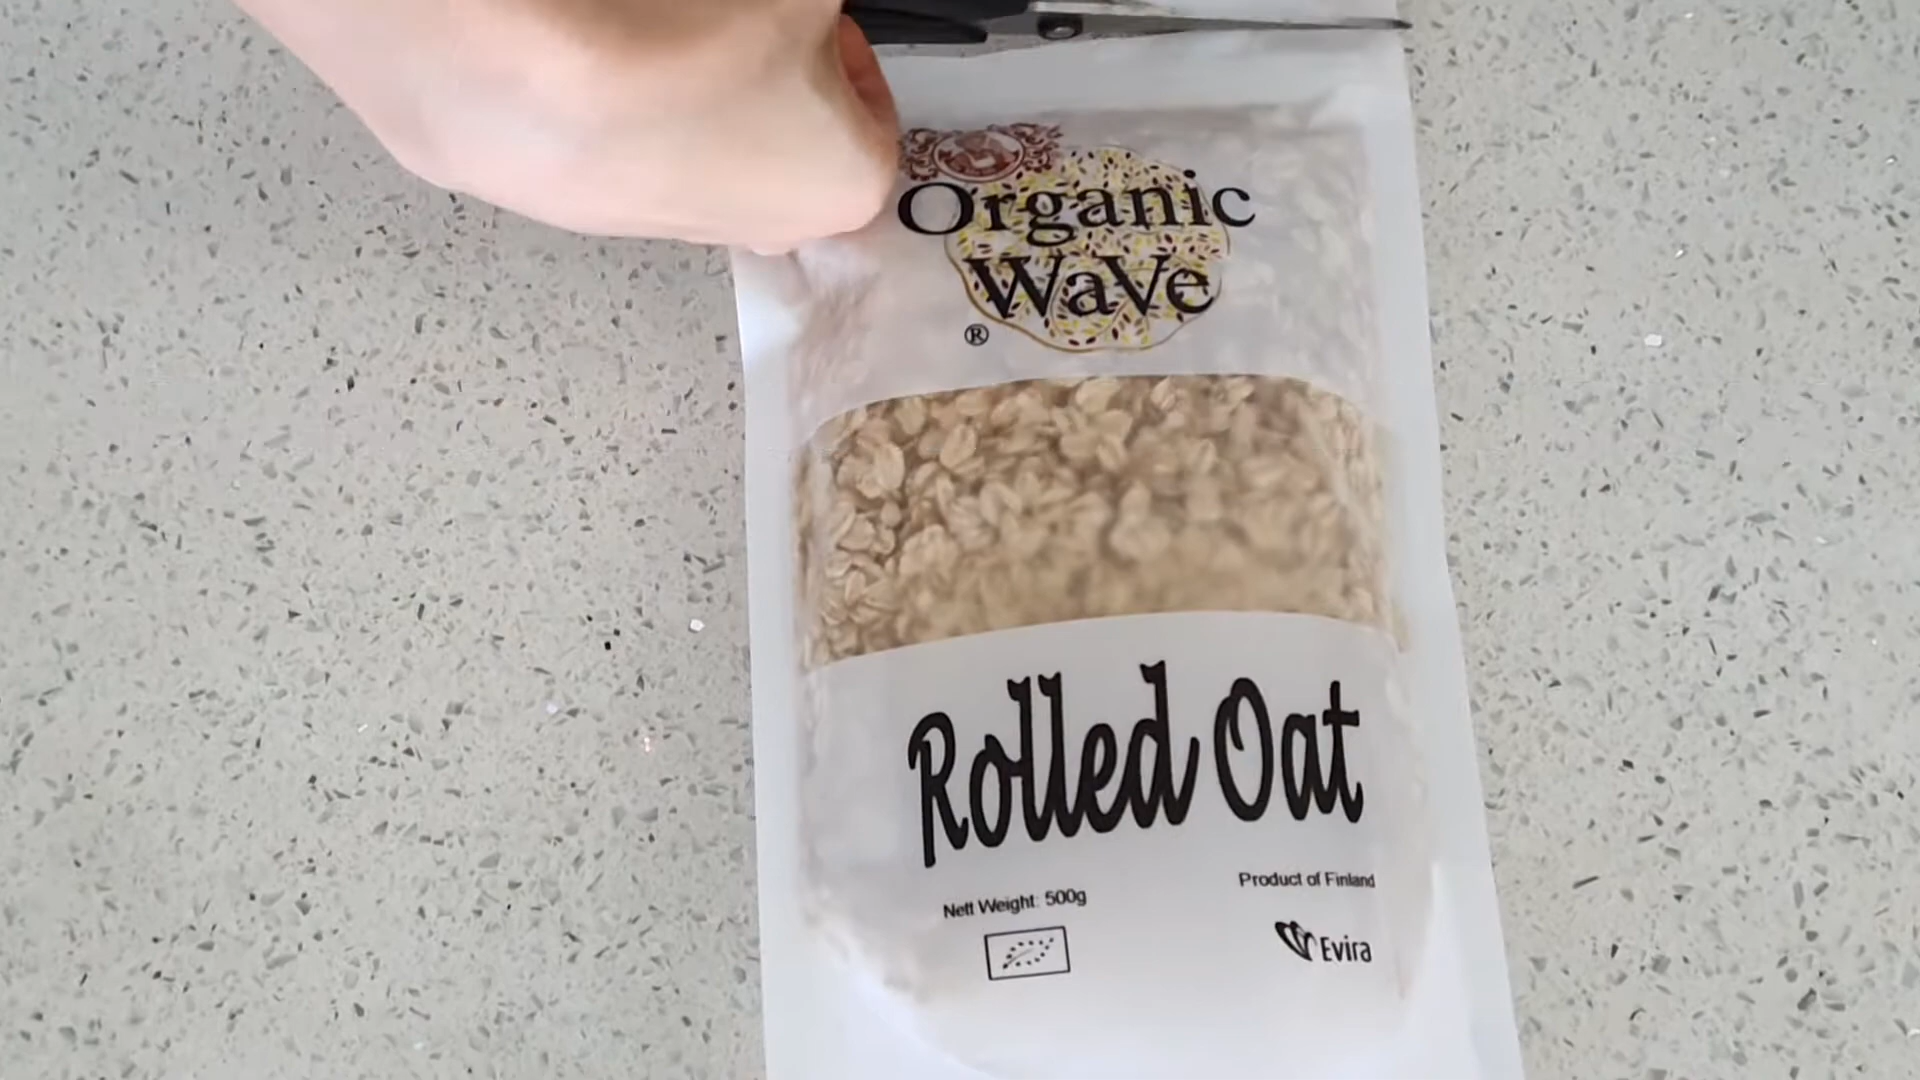 Organic
WaVe
®
Rolled Oat
Nett Weight: 500g
Product of Finland
Evira